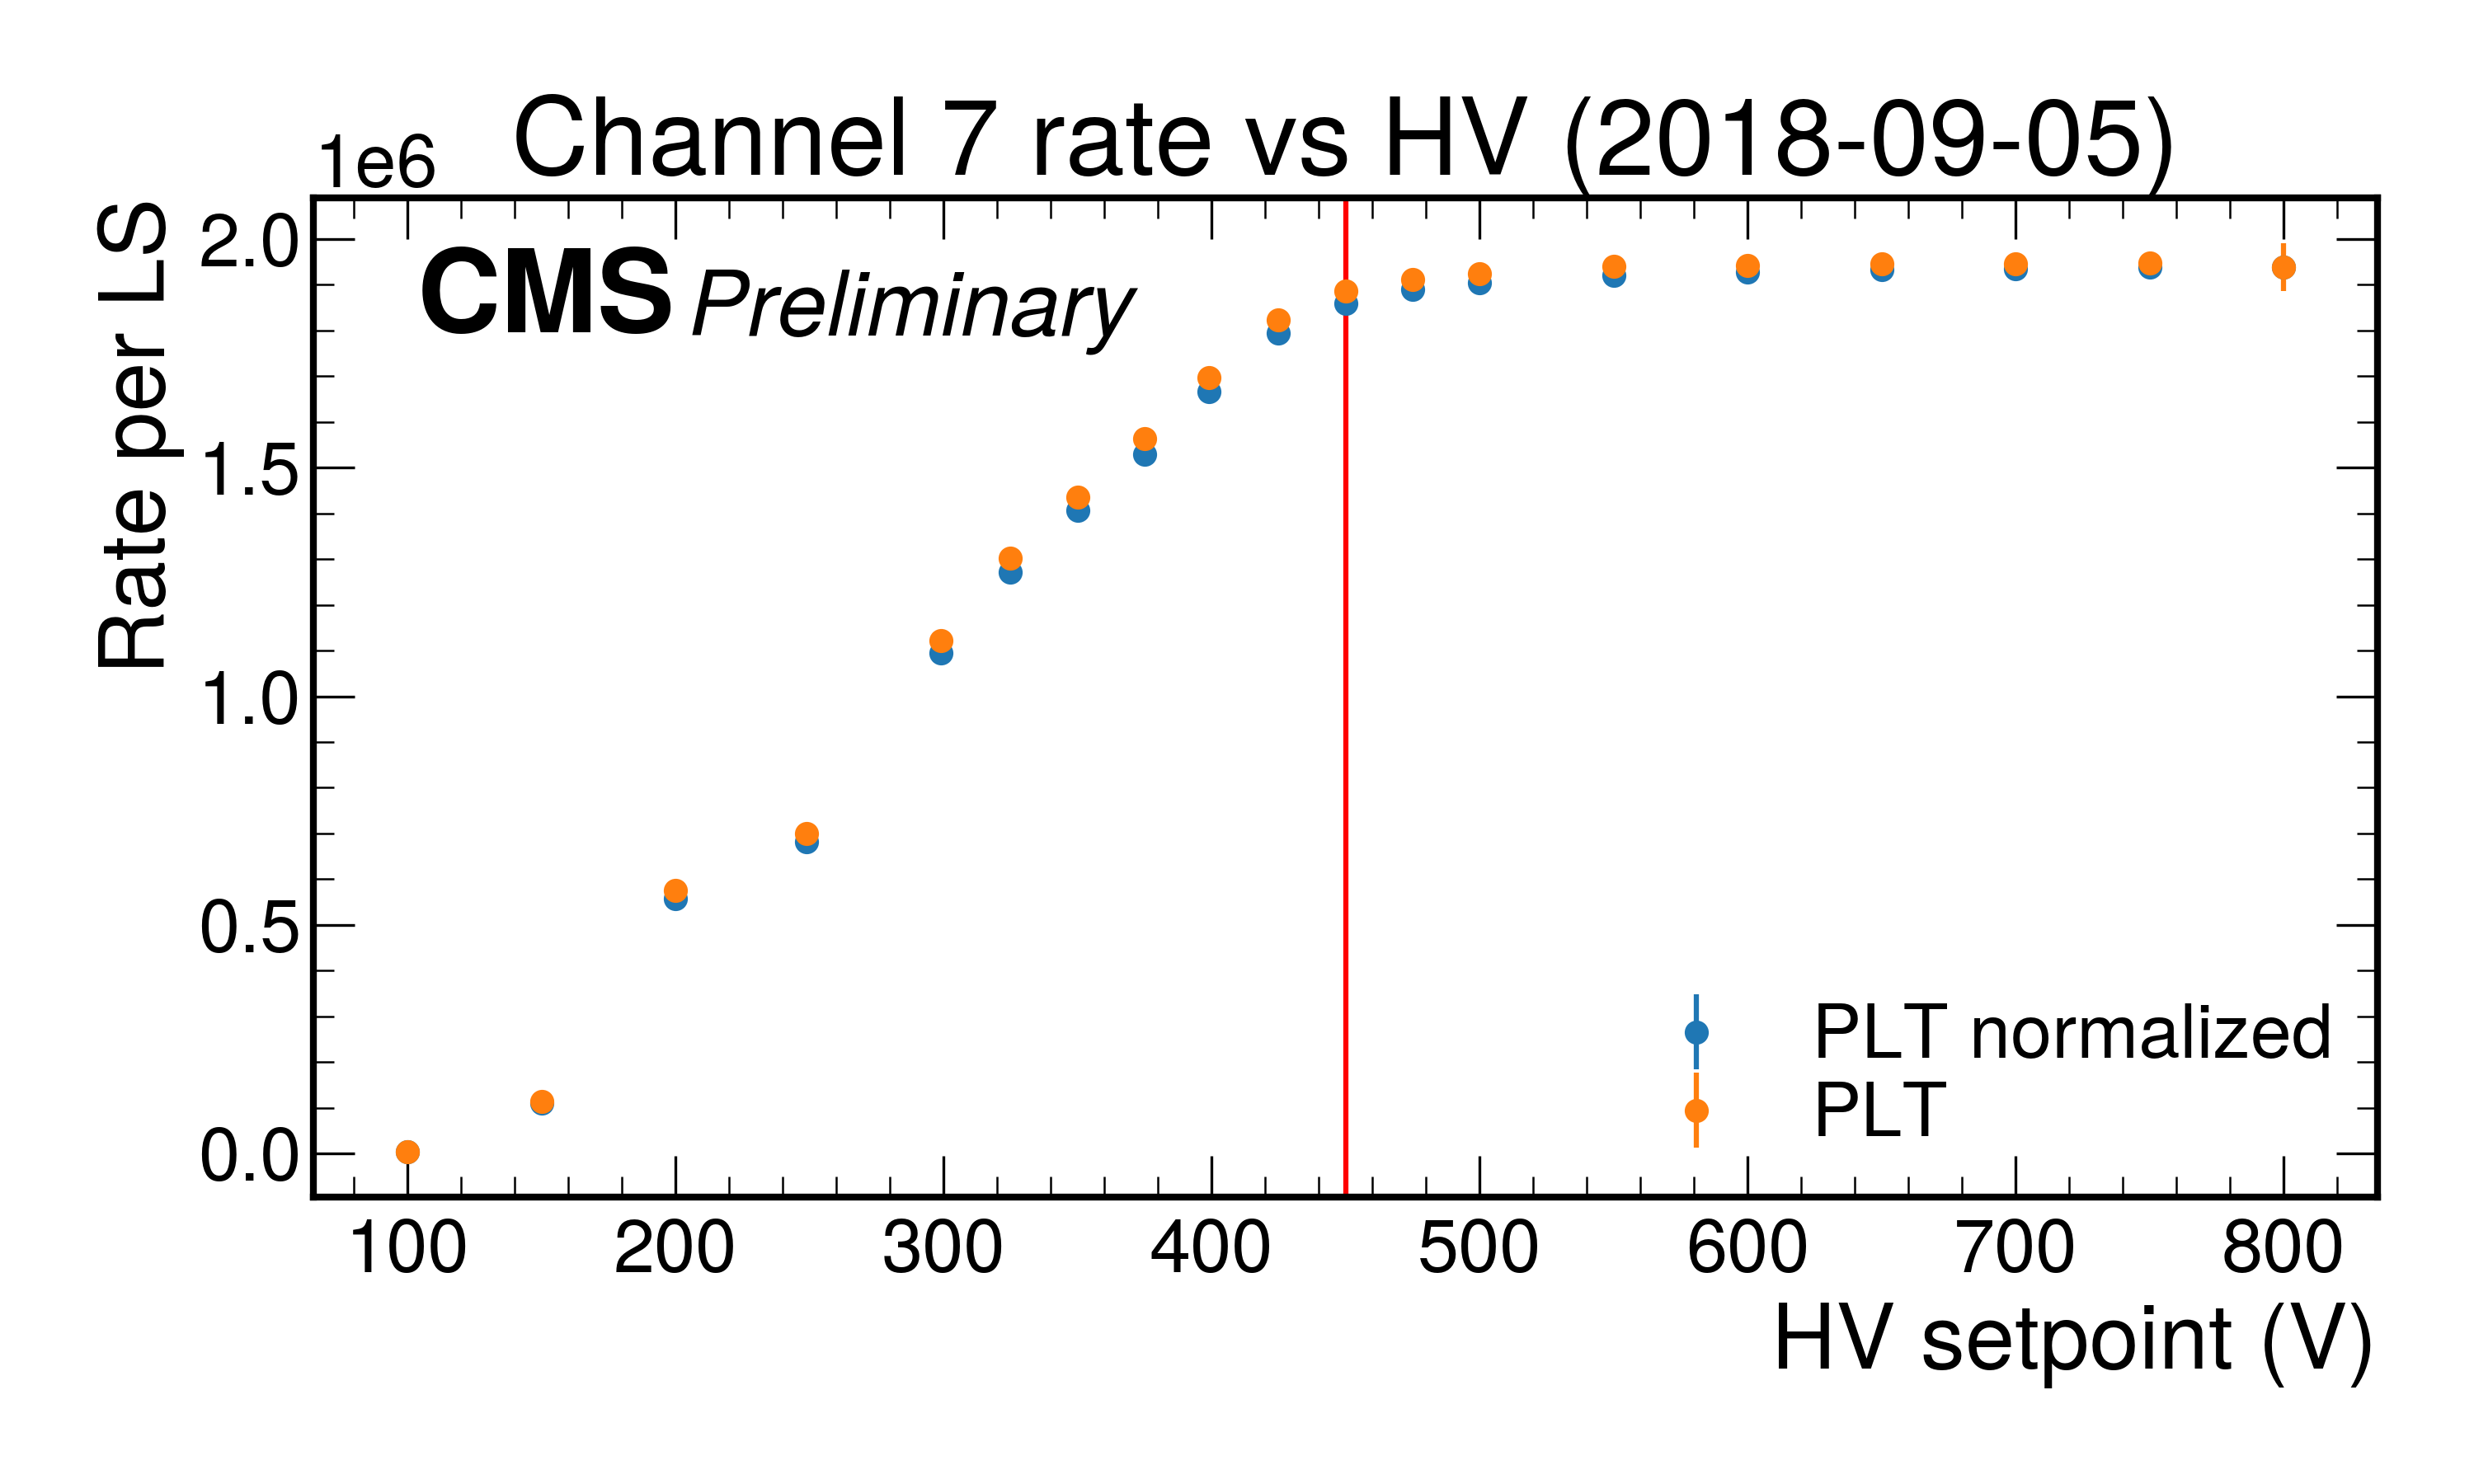 Channel 7 rate vs HV (2018-09-05)
1e6
CMS Preliminary
Rate per LS
2.0
1.5
1.0
0.5
0.0
PLT normalized
PLT
100 200 300 400 500 600 700 800
HV setpoint (V)